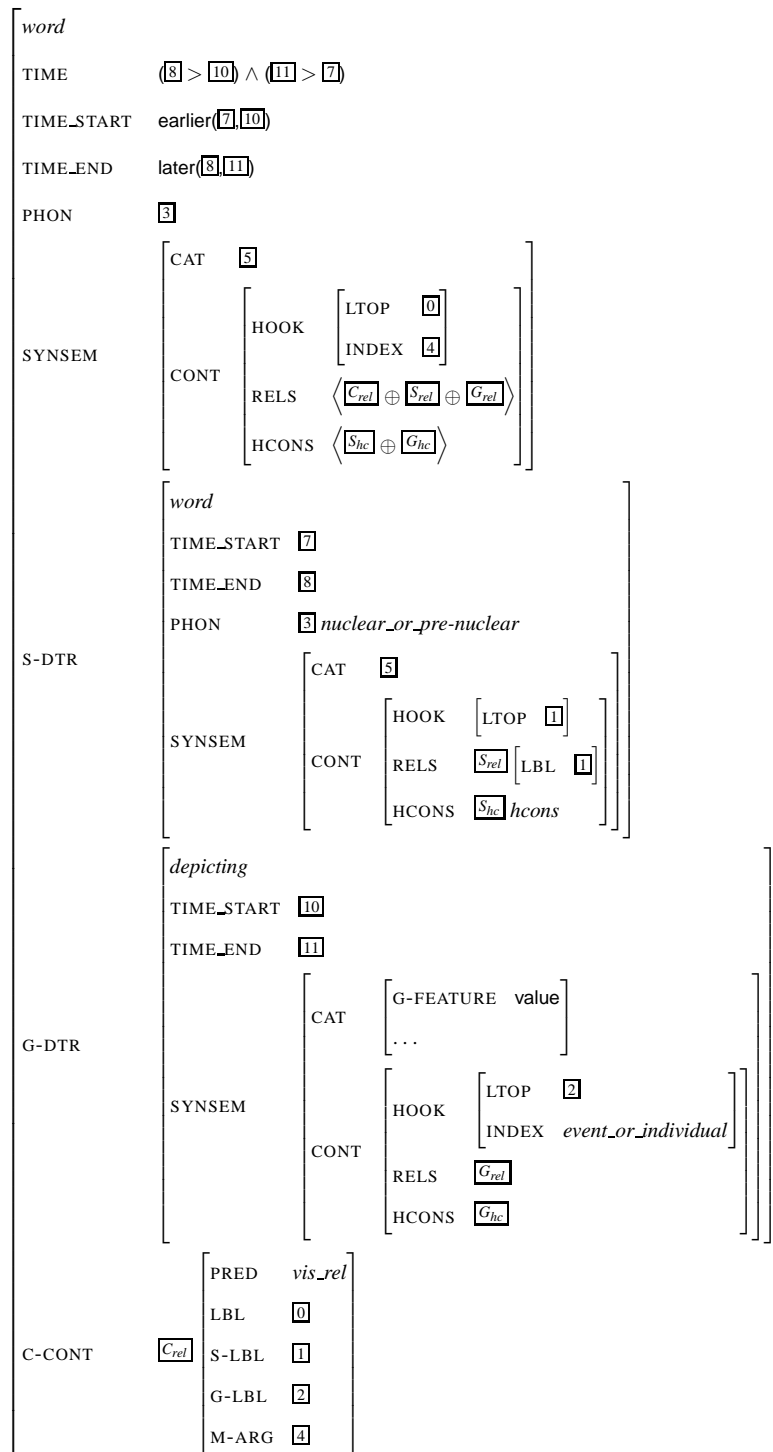 word
TIME (8 > 10) ∧ (11 > 7)
TIME_START earlier(7,10)
TIME_END later(8,11)
PHON 3
SYNSEM
CAT 5
CONT
HOOK
LTOP 0
INDEX 4
RELS ⟨C_rel ⊕ S_rel ⊕ G_rel⟩
HCONS ⟨S_hc ⊕ G_hc⟩
S-DTR
word
TIME_START 7
TIME_END 8
PHON 3 nuclear_or_pre-nuclear
SYNSEM
CAT 5
CONT
HOOK [LTOP 1]
RELS S_rel [LBL 1]
HCONS S_hc hcons
G-DTR
depicting
TIME_START 10
TIME_END 11
SYNSEM
CAT
G-FEATURE value
...
CONT
HOOK
LTOP 2
INDEX event_or_individual
RELS G_rel
HCONS G_hc
C-CONT C_rel
PRED vis_rel
LBL 0
S-LBL 1
G-LBL 2
M-ARG 4